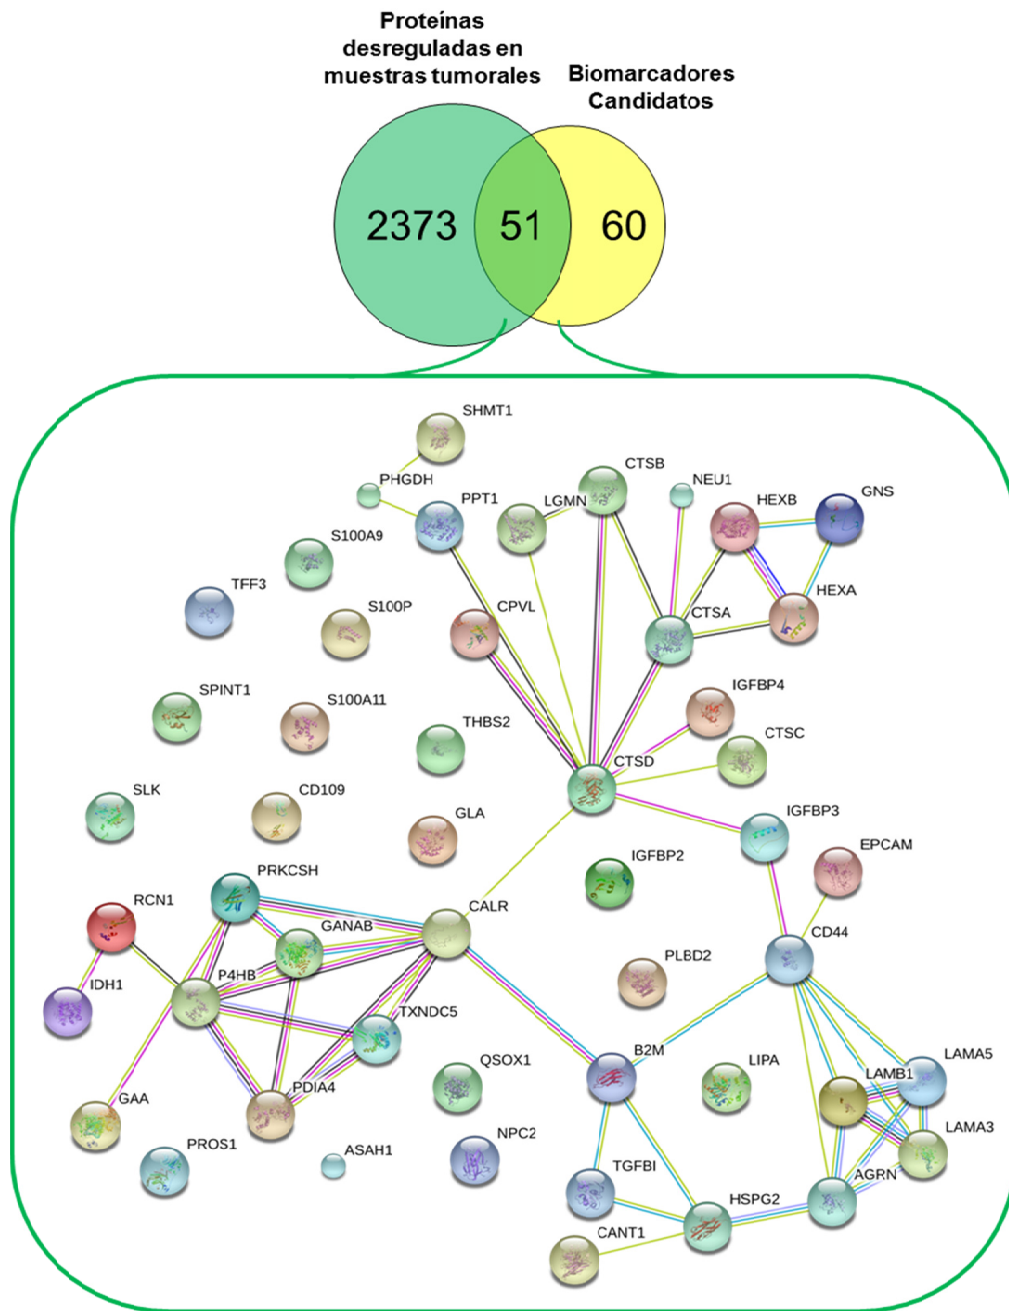 Proteínas
desreguladas en
muestras tumorales
Biomarcadores
Candidatos
2373
51
60
SHMT1
CTSB
PHGDH
NEU1
PPT1
LGMN
HEXB
GNS
S100A9
TFF3
S100P
CPVL
CTSA
HEXA
SPINT1
S100A11
IGFBP4
THBS2
CTSC
CTSD
SLK
CD109
GLA
IGFBP3
EPCAM
PRKCSH
IGFBP2
RCN1
CALR
GANAB
CD44
P4HB
PLBD2
IDH1
TXNDC5
B2M
QSOX1
LIPA
LAMA5
LAMB1
PDIA4
GAA
LAMA3
NPC2
PROS1
ASAH1
TGFBI
AGRN
HSPG2
CANT1